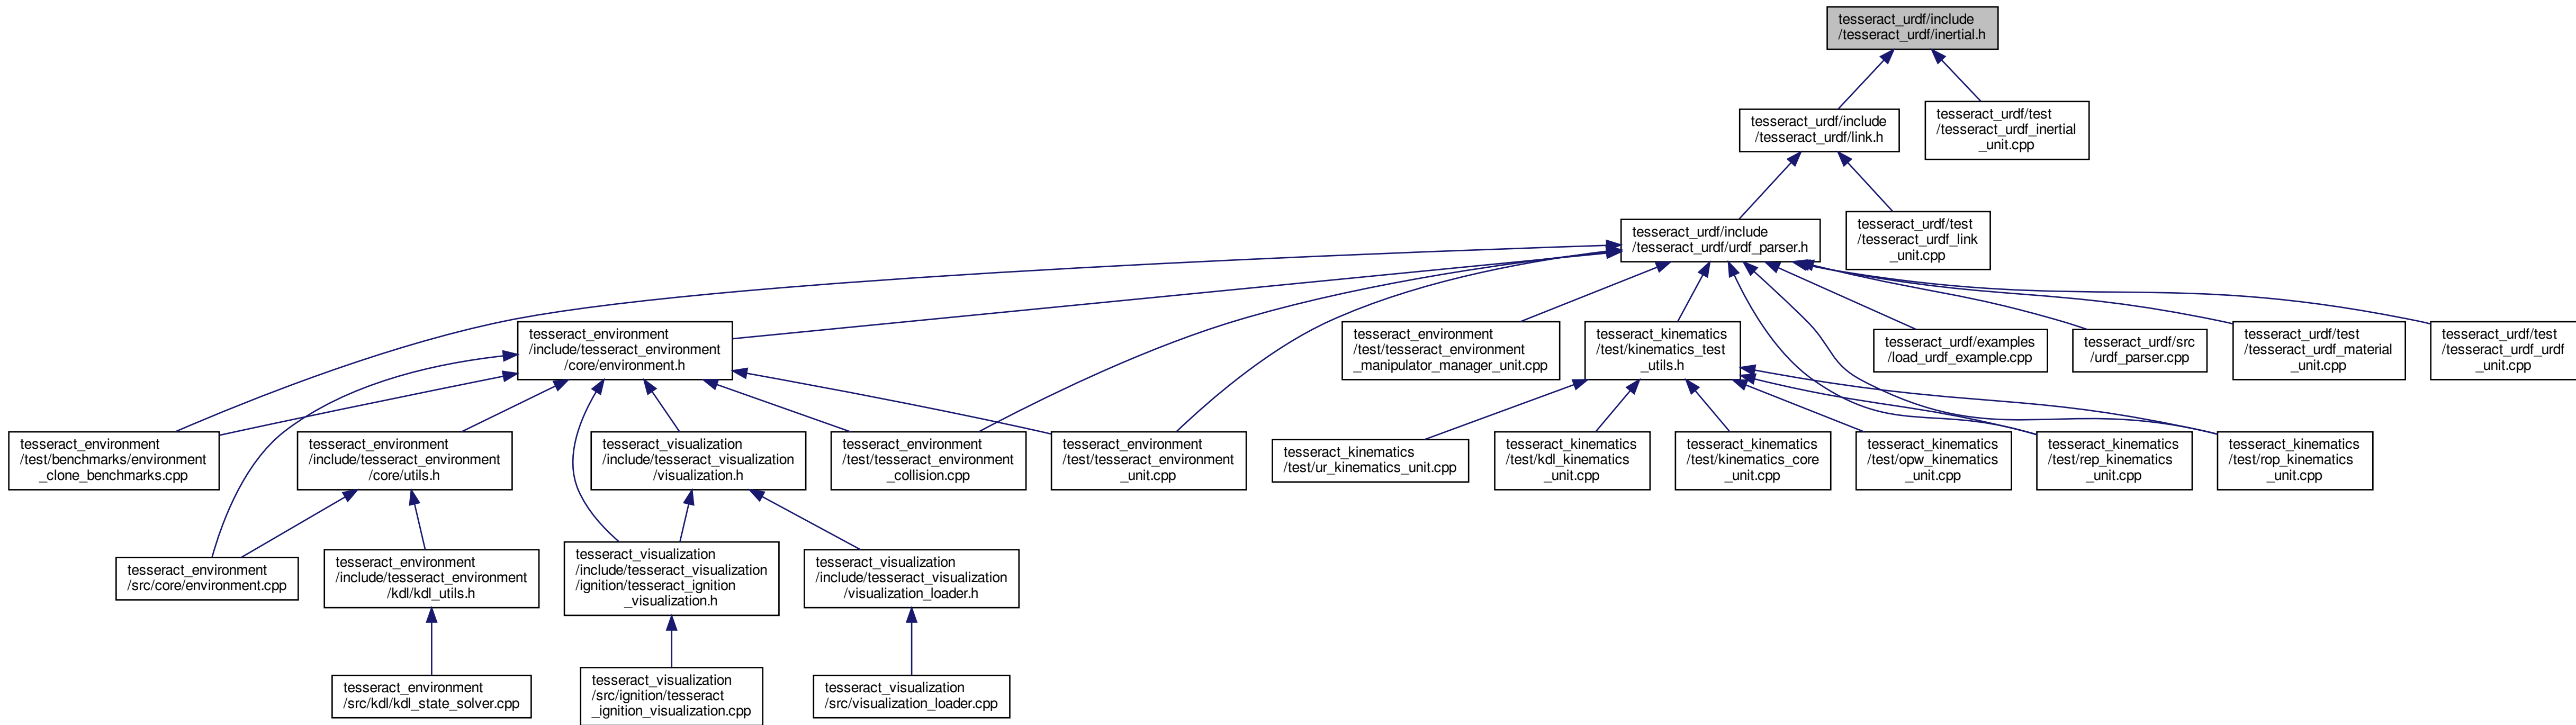 tesseract_urdf/include
/tesseract_urdf/inertial.h
tesseract_urdf/include
/tesseract_urdf/link.h
tesseract_urdf/test
/tesseract_urdf_inertial
_unit.cpp
tesseract_urdf/include
/tesseract_urdf/urdf_parser.h
tesseract_urdf/test
/tesseract_urdf_link
_unit.cpp
tesseract_environment
/include/tesseract_environment
/core/environment.h
tesseract_environment
/test/tesseract_environment
_manipulator_manager_unit.cpp
tesseract_kinematics
/test/kinematics_test
_utils.h
tesseract_urdf/examples
/load_urdf_example.cpp
tesseract_urdf/src
/urdf_parser.cpp
tesseract_urdf/test
/tesseract_urdf_material
_unit.cpp
tesseract_urdf/test
/tesseract_urdf_urdf
_unit.cpp
tesseract_environment
/test/benchmarks/environment
_clone_benchmarks.cpp
tesseract_environment
/include/tesseract_environment
/core/utils.h
tesseract_visualization
/include/tesseract_visualization
/visualization.h
tesseract_environment
/test/tesseract_environment
_collision.cpp
tesseract_environment
/test/tesseract_environment
_unit.cpp
tesseract_kinematics
/test/ur_kinematics_unit.cpp
tesseract_kinematics
/test/kdl_kinematics
_unit.cpp
tesseract_kinematics
/test/kinematics_core
_unit.cpp
tesseract_kinematics
/test/opw_kinematics
_unit.cpp
tesseract_kinematics
/test/rep_kinematics
_unit.cpp
tesseract_kinematics
/test/rop_kinematics
_unit.cpp
tesseract_environment
/src/core/environment.cpp
tesseract_environment
/include/tesseract_environment
/kdl/kdl_utils.h
tesseract_visualization
/include/tesseract_visualization
/ignition/tesseract_ignition
_visualization.h
tesseract_visualization
/include/tesseract_visualization
/visualization_loader.h
tesseract_environment
/src/kdl/kdl_state_solver.cpp
tesseract_visualization
/src/ignition/tesseract
_ignition_visualization.cpp
tesseract_visualization
/src/visualization_loader.cpp